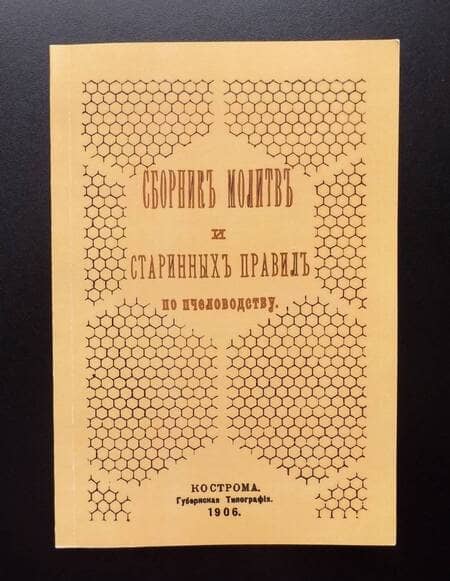 СБОРНИКЪ МОЛИТВЪ
И
СТАРИННЫХЪ ПРАВИЛЪ
по пчеловодству.
КОСТРОМА.
Губернская Типографія.
1906.